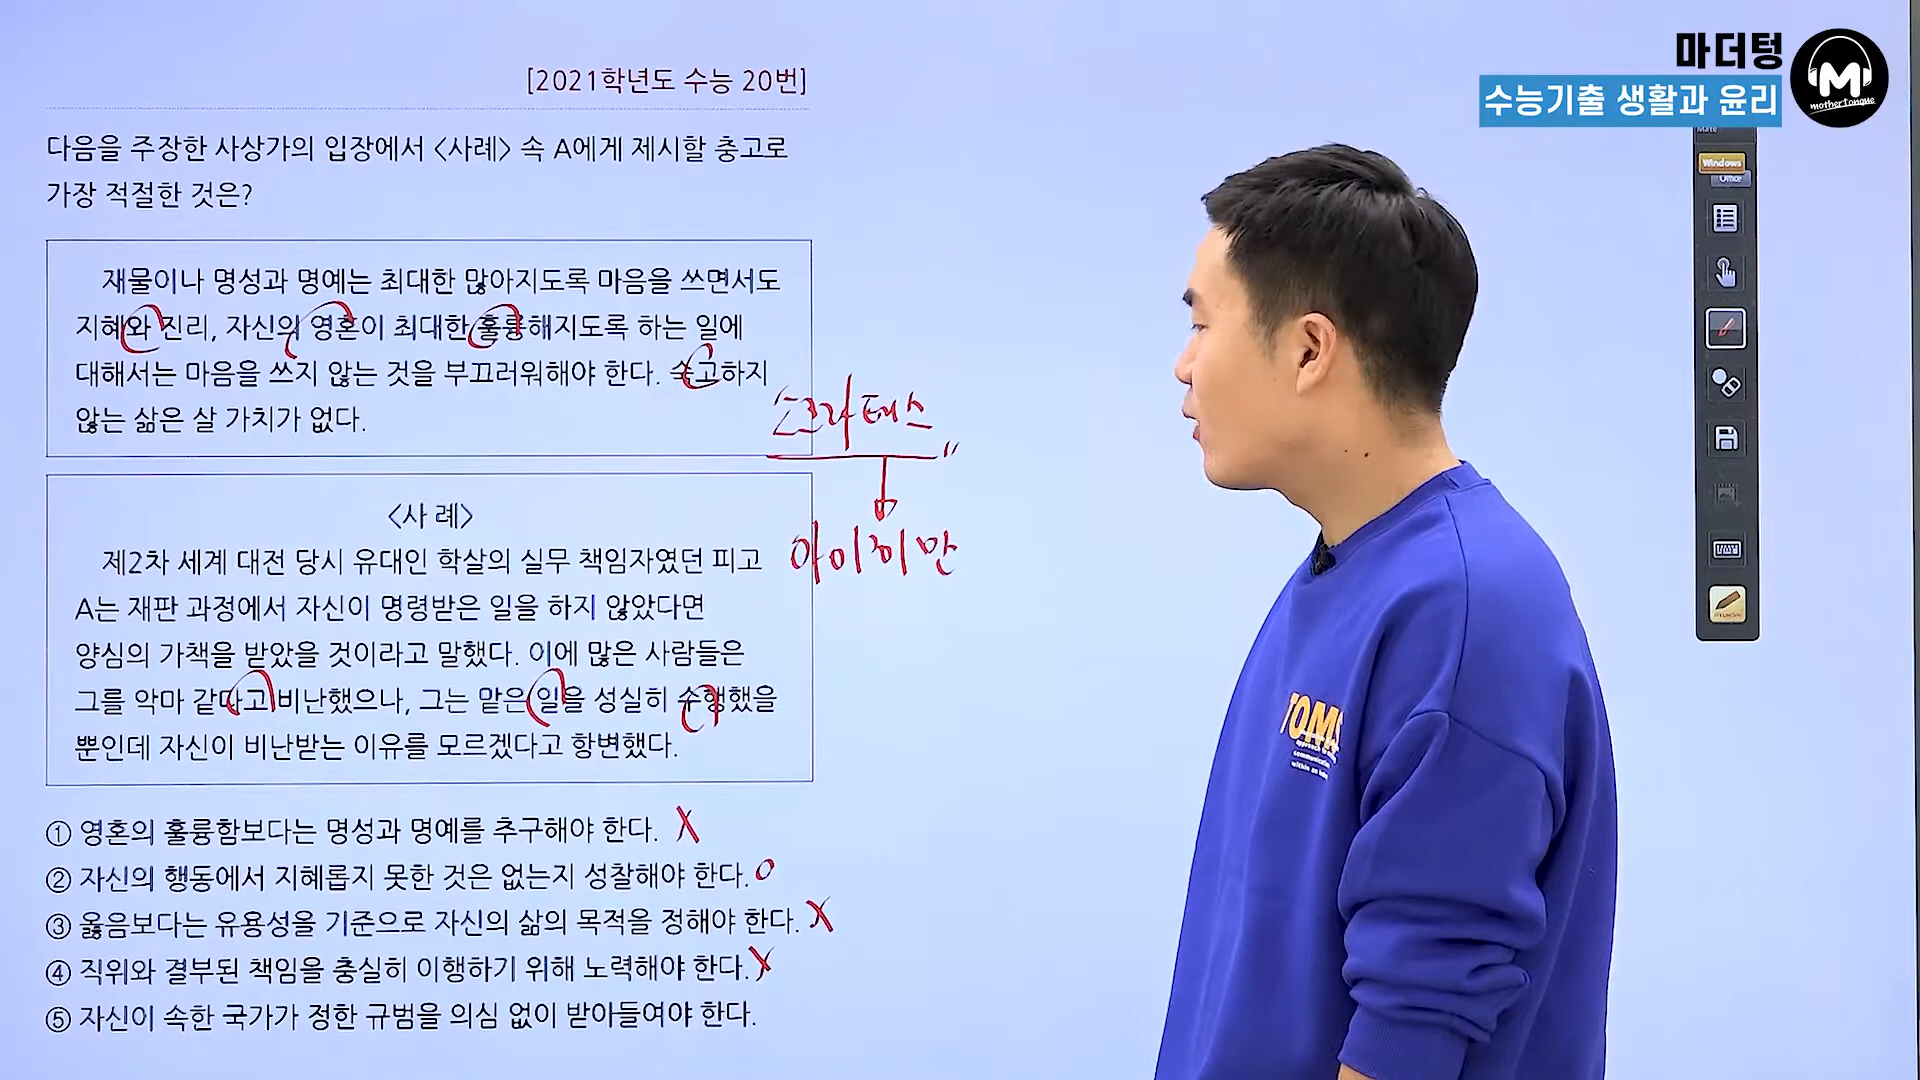 마더텅
수능기출 생활과 윤리
M
mothertongue
[2021학년도 수능 20번]
다음을 주장한 사상가의 입장에서 <사례> 속 A에게 제시할 충고로
가장 적절한 것은?
재물이나 명성과 명예는 최대한 많아지도록 마음을 쓰면서도
지혜와 진리, 자신의 영혼이 최대한 훌륭해지도록 하는 일에
대해서는 마음을 쓰지 않는 것을 부끄러워해야 한다. 숙고하지
않는 삶은 살 가치가 없다.
소크라테스
아이히만
<사 례>
제2차 세계 대전 당시 유대인 학살의 실무 책임자였던 피고
A는 재판 과정에서 자신이 명령받은 일을 하지 않았다면
양심의 가책을 받았을 것이라고 말했다. 이에 많은 사람들은
그를 악마 같다고 비난했으나, 그는 맡은 일을 성실히 수행했을
뿐인데 자신이 비난받는 이유를 모르겠다고 항변했다.
① 영혼의 훌륭함보다는 명성과 명예를 추구해야 한다. X
② 자신의 행동에서 지혜롭지 못한 것은 없는지 성찰해야 한다. O
③ 옳음보다는 유용성을 기준으로 자신의 삶의 목적을 정해야 한다. X
④ 직위와 결부된 책임을 충실히 이행하기 위해 노력해야 한다. X
⑤ 자신이 속한 국가가 정한 규범을 의심 없이 받아들여야 한다.
Windows
Office
TOMS